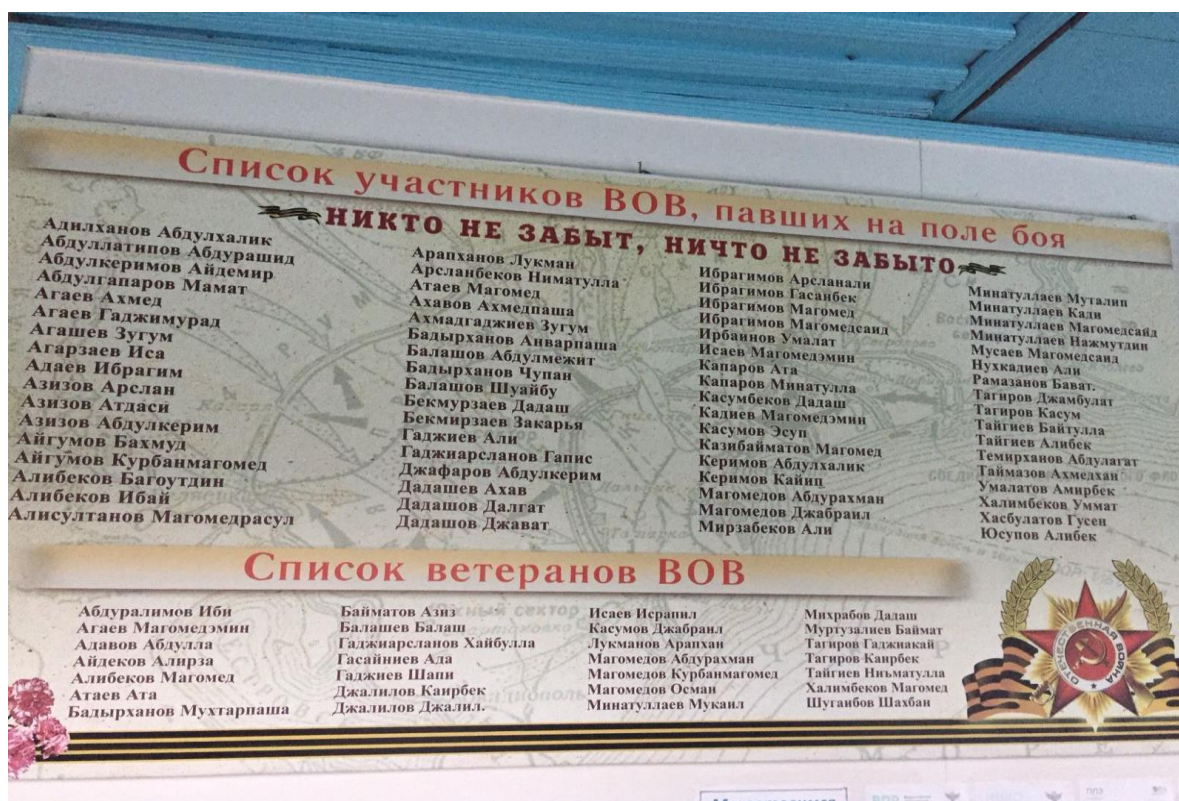 Список участников ВОВ, павших на поле боя
НИКТО НЕ ЗАБЫТ, НИЧТО НЕ ЗАБЫТО
Адилханов Абдулхалик
Абдуллатипов Абдурашид
Абдулкеримов Айдемир
Абдулгапаров Мамат
Агаев Ахмед
Агаев Гаджимурад
Агашев Зугум
Агарзаев Иса
Адаев Ибрагим
Азизов Арслан
Азизов Атдаси
Азизов Абдулкерим
Айгумов Бахмуд
Айгумов Курбанмагомед
Алибеков Багоутдин
Алибеков Ибай
Алисултанов Магомедрасул
Арапханов Лукман
Арсланбеков Ниматулла
Атаев Магомед
Ахавов Ахмедпаша
Ахмадгаджиев Зугум
Бадырханов Анварпаша
Балашов Абдулмежит
Бадырханов Чупан
Балашов Шуайбу
Бекмурзаев Дадаш
Бекмирзаев Закарья
Гаджиев Али
Гаджиарсланов Гапис
Джафаров Абдулкерим
Дадашев Ахав
Дадашов Далгат
Дадашов Джават
Ибрагимов Арсланали
Ибрагимов Гасанбек
Ибрагимов Магомед
Ибрагимов Магомедсаид
Ирбаинов Умалат
Исаев Магомедэмин
Капаров Ата
Капаров Минатулла
Касумбеков Дадаш
Кадиев Магомедэмин
Касумов Эсуп
Казибайматов Магомед
Керимов Абдулхалик
Керимов Кайип
Магомедов Абдурахман
Магомедов Джабраил
Мирзабеков Али
Минатуллаев Муталип
Минатуллаев Кади
Минатуллаев Магомедсайд
Минатуллаев Нажмутдин
Мусаев Магомедсаид
Нухкадиев Али
Рамазанов Бават.
Тагиров Джамбулат
Тагиров Касум
Тайгиев Байтулла
Тайгиев Алибек
Темирханов Абдулагат
Таймазов Ахмедхан
Умалатов Амирбек
Халимбеков Уммат
Хасбулатов Гусен
Юсупов Алибек
Список ветеранов ВОВ
Абдуралимов Иби
Агаев Магомедэмин
Адавов Абдулла
Айдеков Алирза
Алибеков Магомед
Атаев Ата
Бадырханов Мухтарпаша
Байматов Азиз
Балашев Балаш
Гаджиарсланов Хайбулла
Гасайниев Ада
Гаджиев Шапи
Джалилов Каирбек
Джалилов Джалил.
Исаев Исрапил
Касумов Джабраил
Лукманов Арапхан
Магомедов Абдурахман
Магомедов Курбанмагомед
Магомедов Осман
Минатуллаев Мукаил
Михрабов Дадаш
Муртузалиев Баймат
Тагиров Гаджиакай
Тагиров Каирбек
Тайгиев Ниъматулла
Халимбеков Магомед
Шугаибов Шахбан
ОТЕЧЕСТВЕННАЯ ВОЙНА